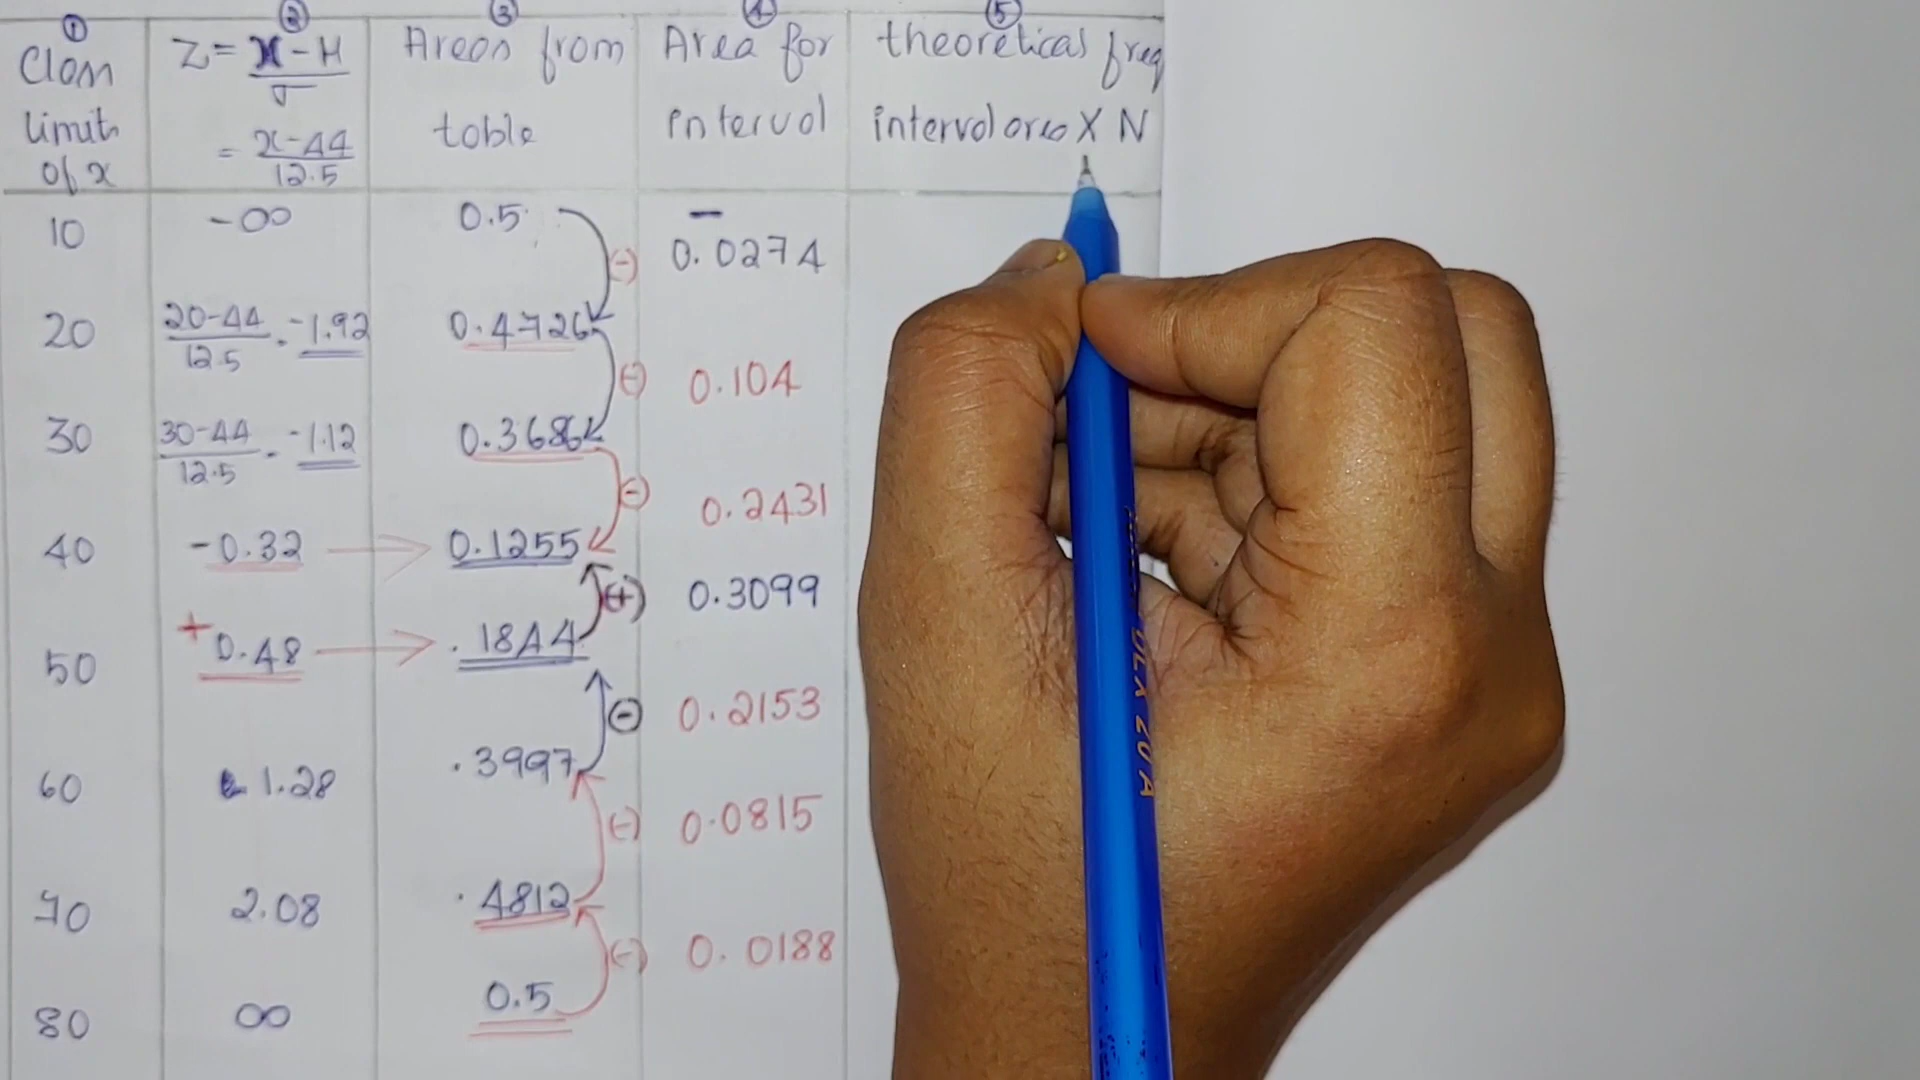 ① ② ③ ④ ⑤
Class Z = x - μ Areas from Area for theoretical freq
σ
limits = x - 44 table interval interval area X N
of x 12.5
10 -∞ 0.5 -
(-) 0.0274
20 20-44 = -1.92 0.4726
12.5
(-) 0.104
30 30-44 = -1.12 0.3686
12.5
(-) 0.2431
40 -0.32 0.1255
(+) 0.3099
50 +0.48 .1844
(-) 0.2153
60 1.28 .3997
(-) 0.0815
70 2.08 .4812
(-) 0.0188
80 ∞ 0.5